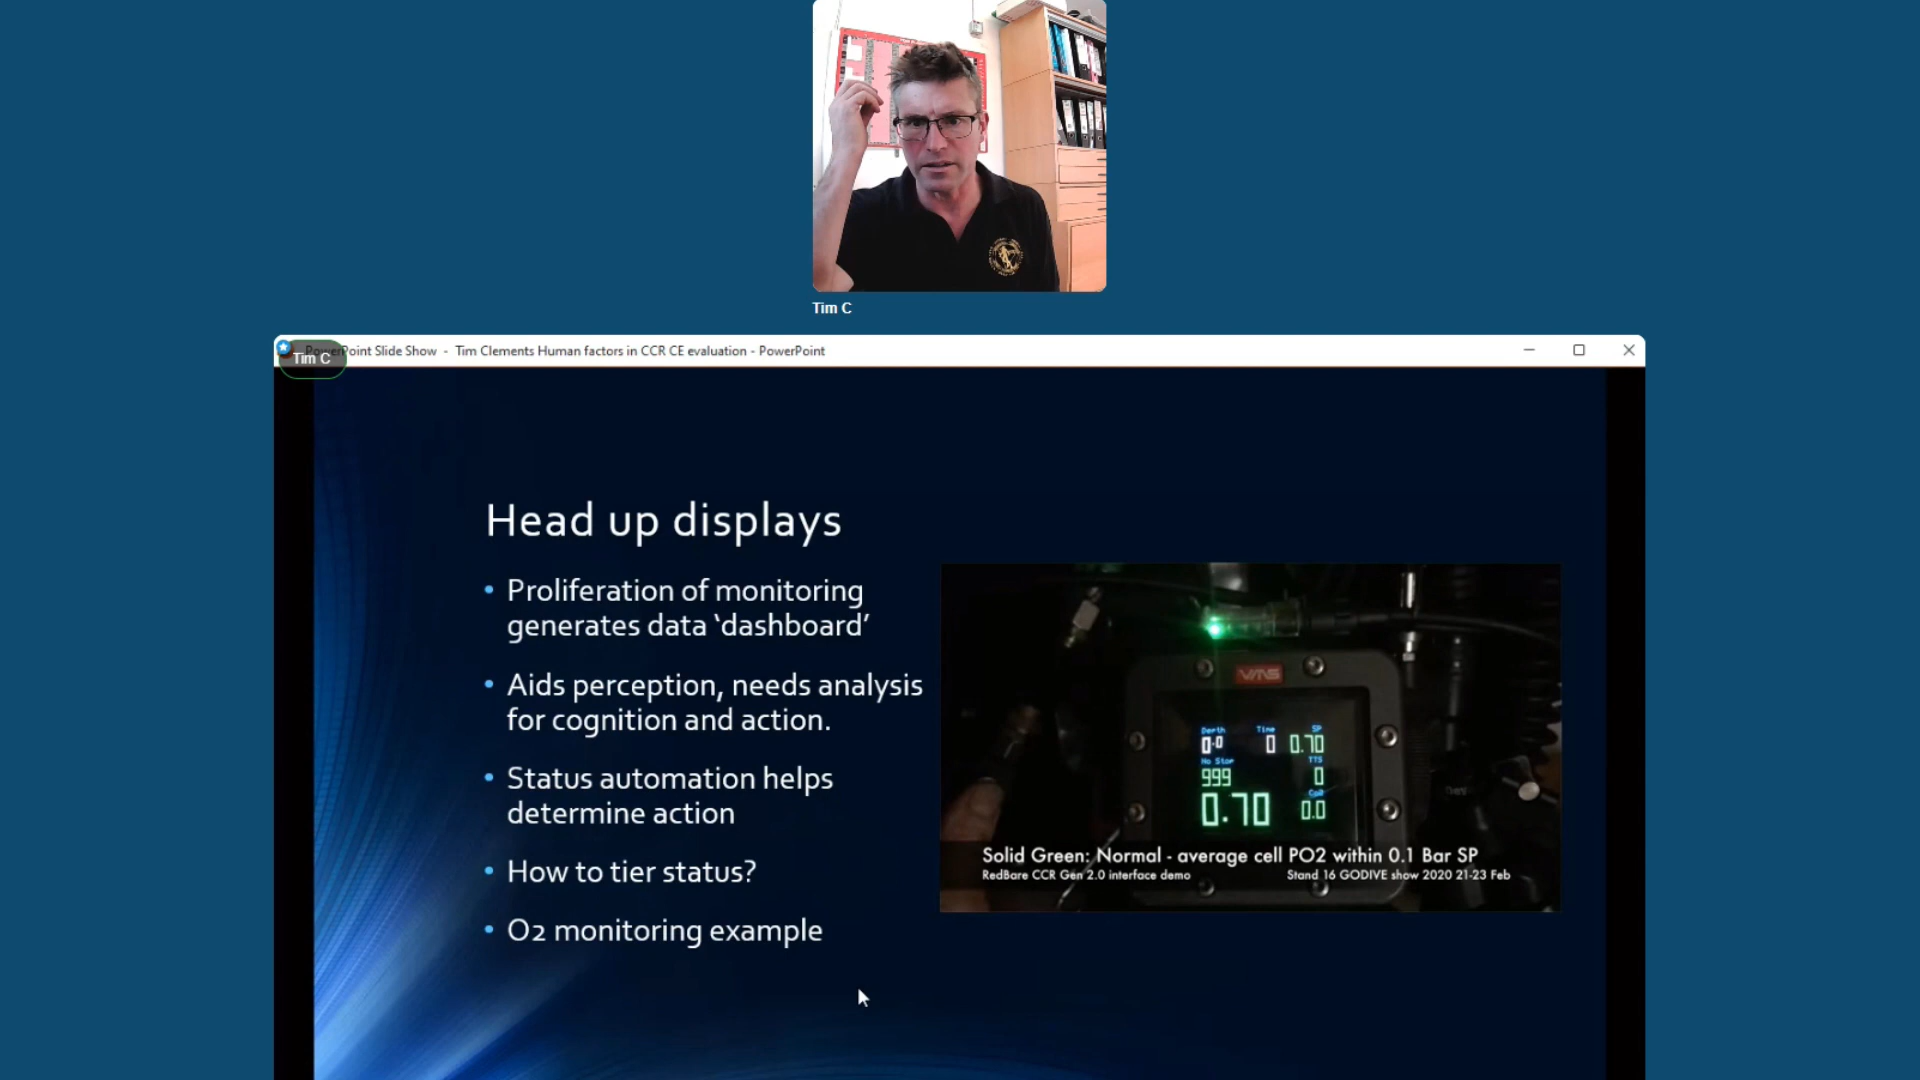 Tim C
PowerPoint Slide Show - Tim Clements Human factors in CCR CE evaluation - PowerPoint
Tim C
Head up displays
• Proliferation of monitoring
generates data ‘dashboard’
• Aids perception, needs analysis
for cognition and action.
• Status automation helps
determine action
• How to tier status?
• O2 monitoring example
VMS
Depth Time SP
0.0 0 0.70
No Stop TTS
999 0
0.70 0.0
Solid Green: Normal - average cell PO2 within 0.1 Bar SP
RedBare CCR Gen 2.0 interface demo Stand 16 GODIVE show 2020 21-23 Feb